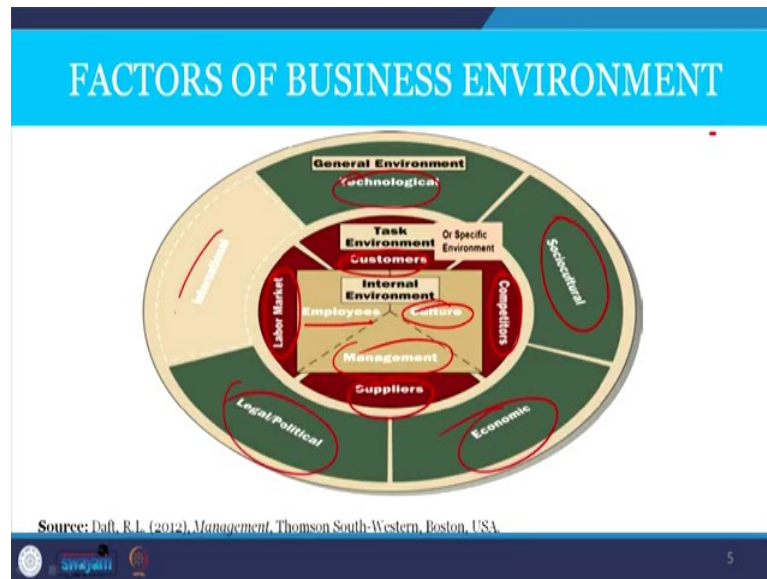 FACTORS OF BUSINESS ENVIRONMENT
General Environment
Technological
Task
Environment
Or Specific
Environment
Customers
International
Sociocultural
Internal
Environment
Labor Market
Employees
Culture
Competitors
Management
Suppliers
Legal/Political
Economic
Source: Daft, R.L. (2012), Management, Thomson South-Western, Boston, USA.
swayam
5